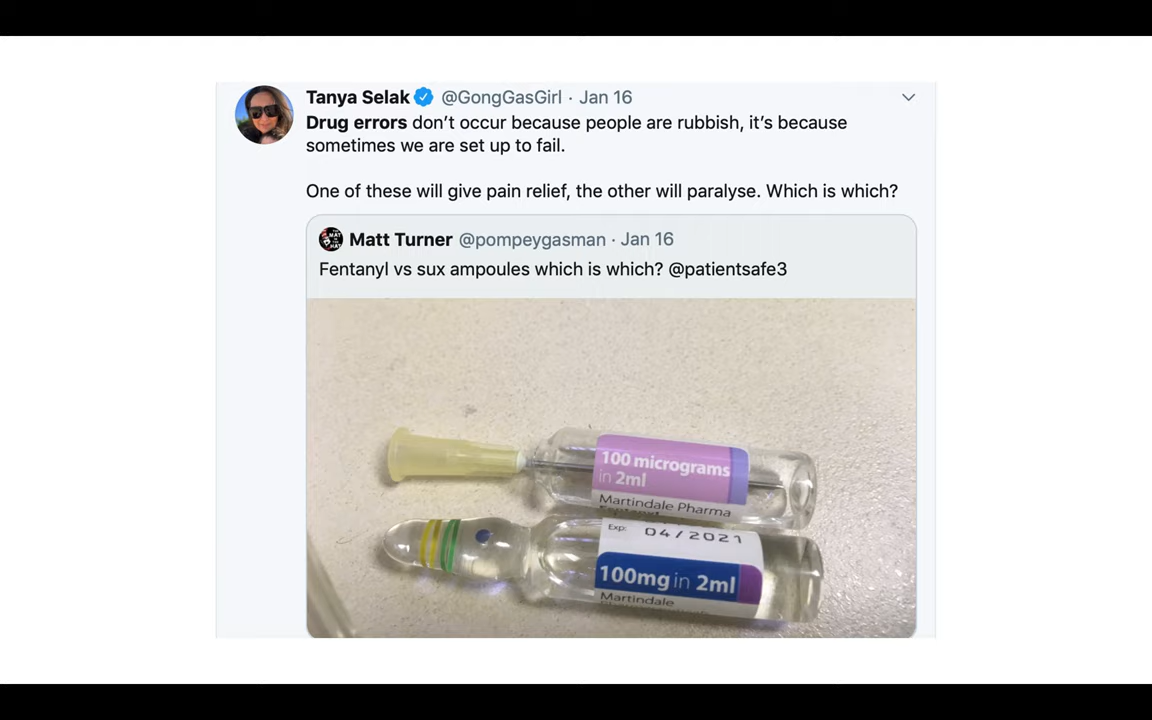 Tanya Selak @GongGasGirl · Jan 16
Drug errors don't occur because people are rubbish, it's because
sometimes we are set up to fail.
One of these will give pain relief, the other will paralyse. Which is which?
Matt Turner @pompeygasman · Jan 16
Fentanyl vs sux ampoules which is which? @patientsafe3
100 micrograms
in 2ml
Martindale Pharma
Exp: 04/2021
100mg in 2ml
Martindale